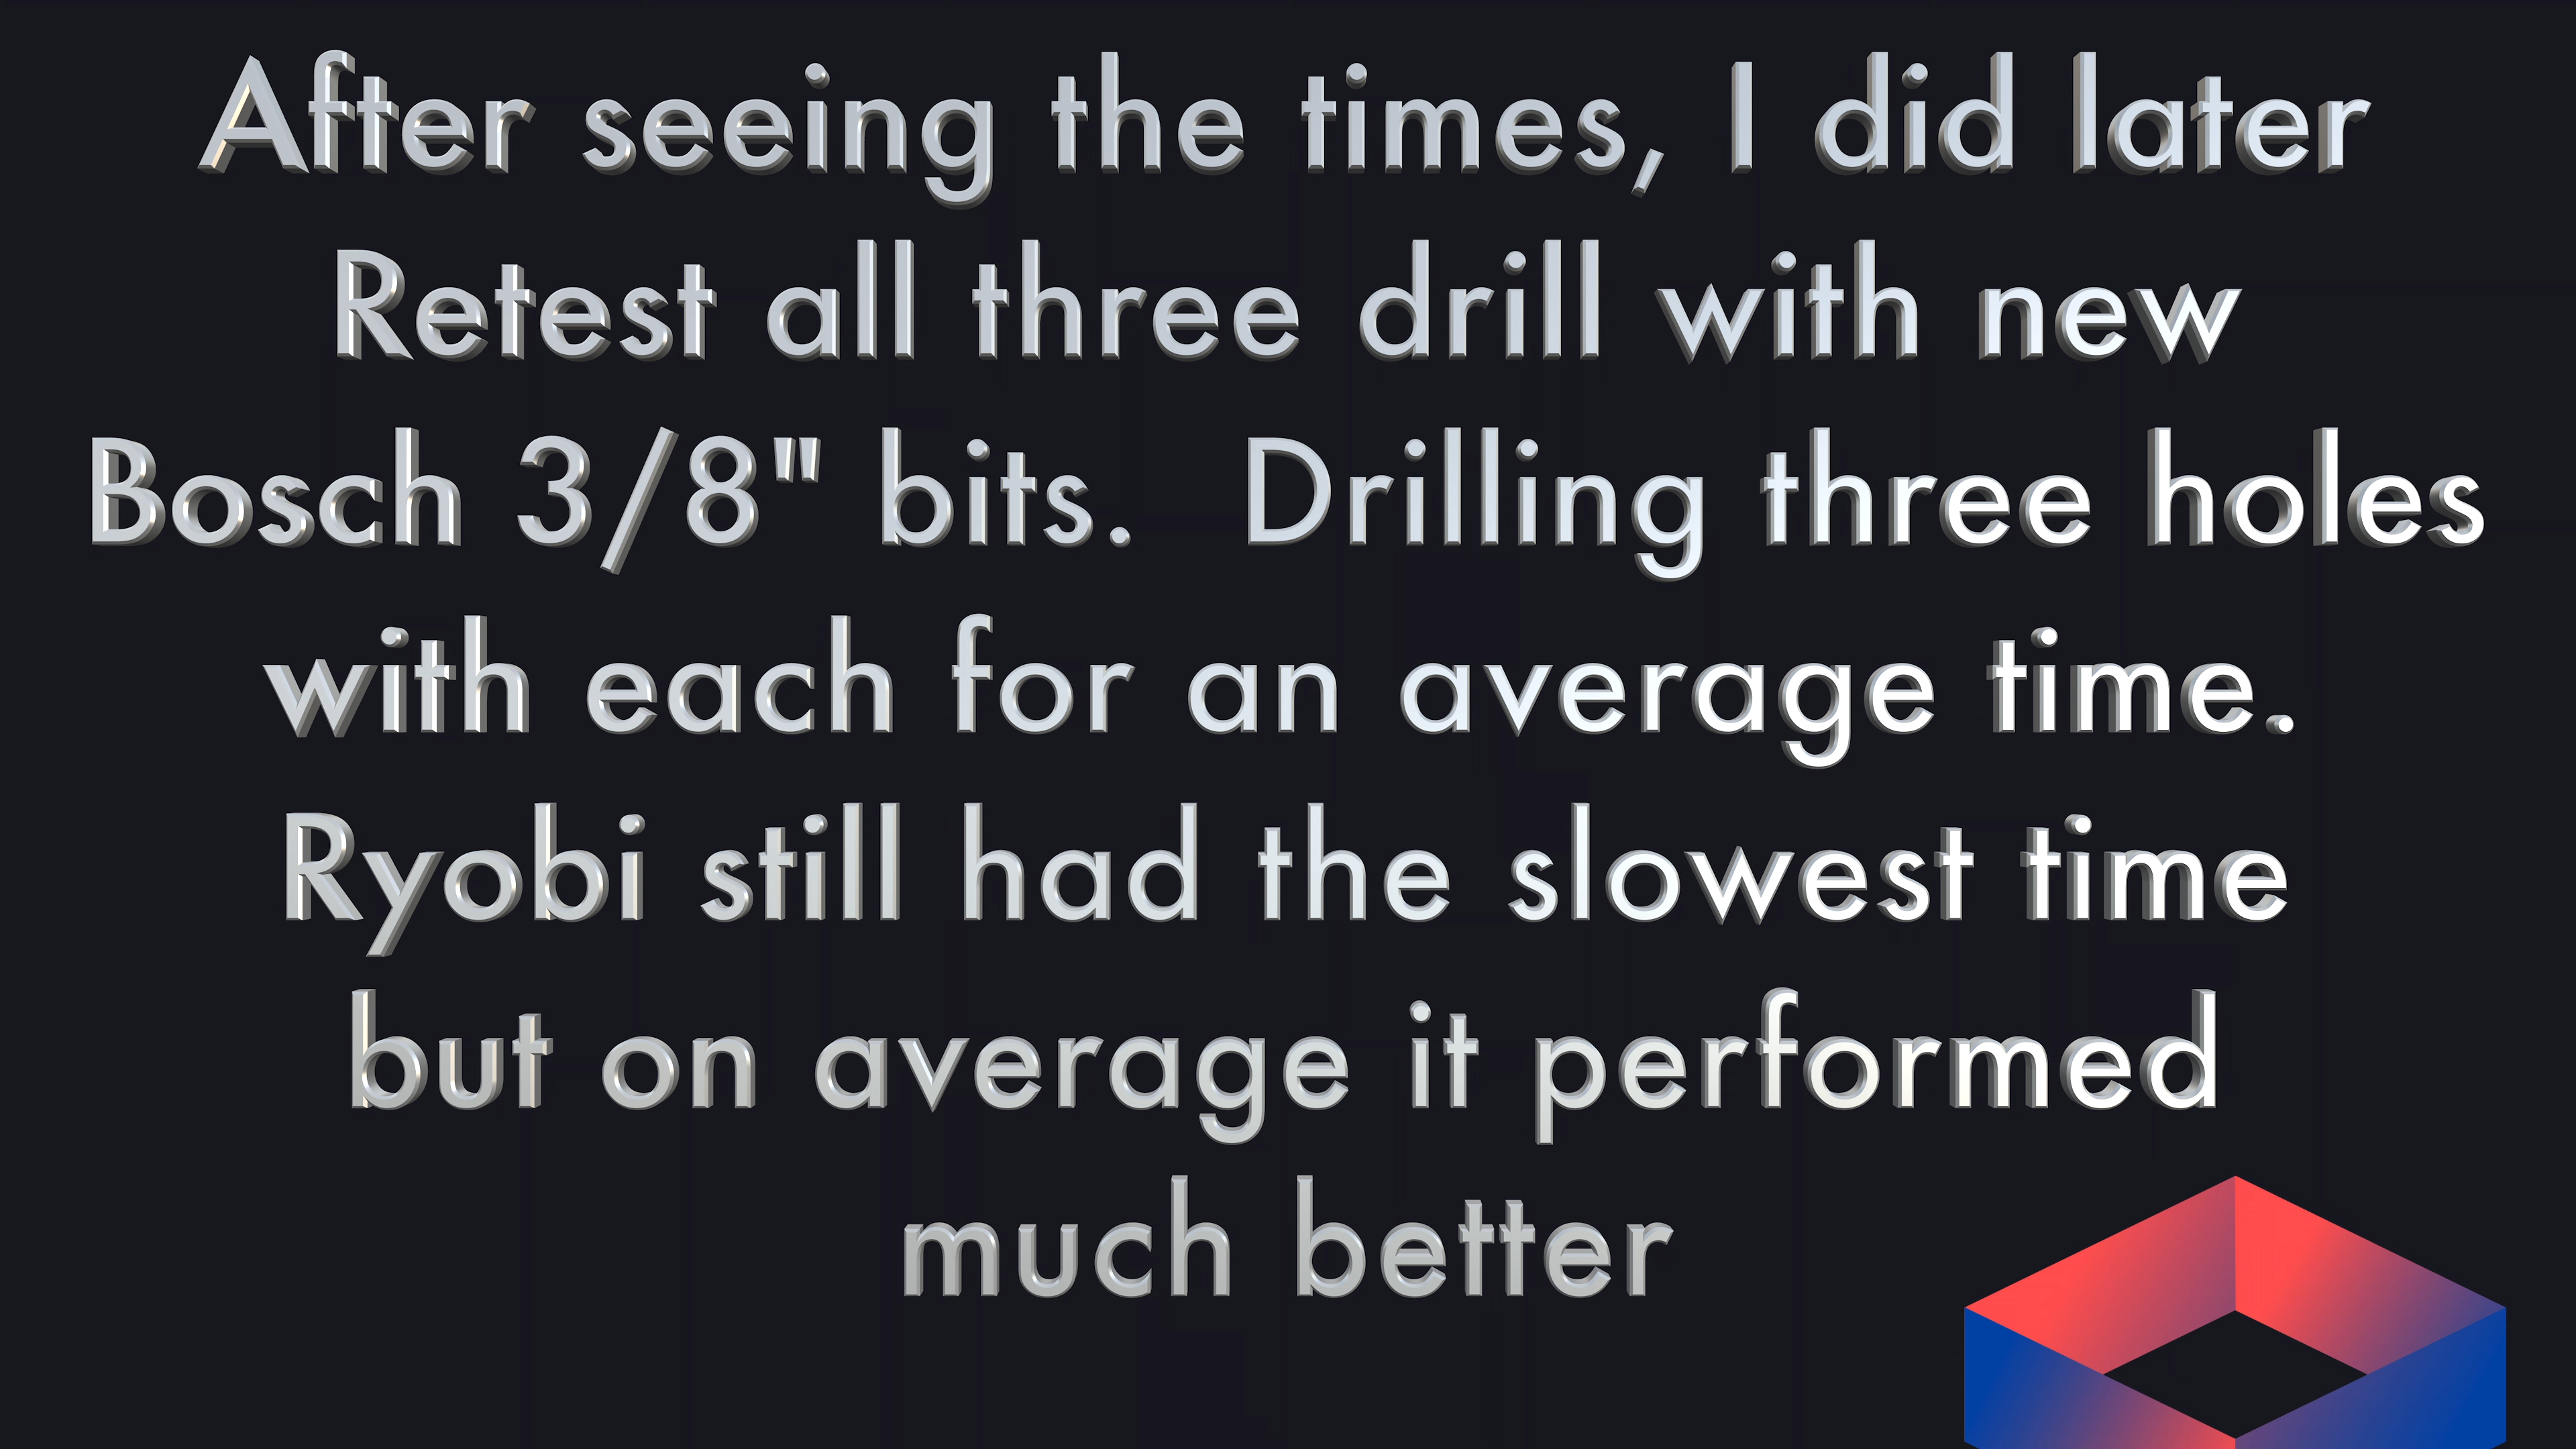 After seeing the times, I did later
Retest all three drill with new
Bosch 3/8" bits.  Drilling three holes
with each for an average time.
Ryobi still had the slowest time
but on average it performed
much better